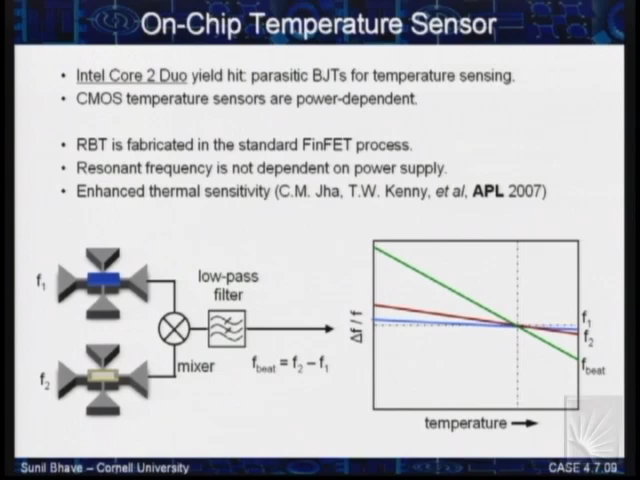 On-Chip Temperature Sensor
• Intel Core 2 Duo yield hit: parasitic BJTs for temperature sensing.
• CMOS temperature sensors are power-dependent.
• RBT is fabricated in the standard FinFET process.
• Resonant frequency is not dependent on power supply.
• Enhanced thermal sensitivity (C.M. Jha, T.W. Kenny, et al, APL 2007)
f1
low-pass
filter
mixer
fbeat = f2 – f1
f2
Δf / f
f1
f2
fbeat
temperature
Sunil Bhave – Cornell University
CASE 4.7.09